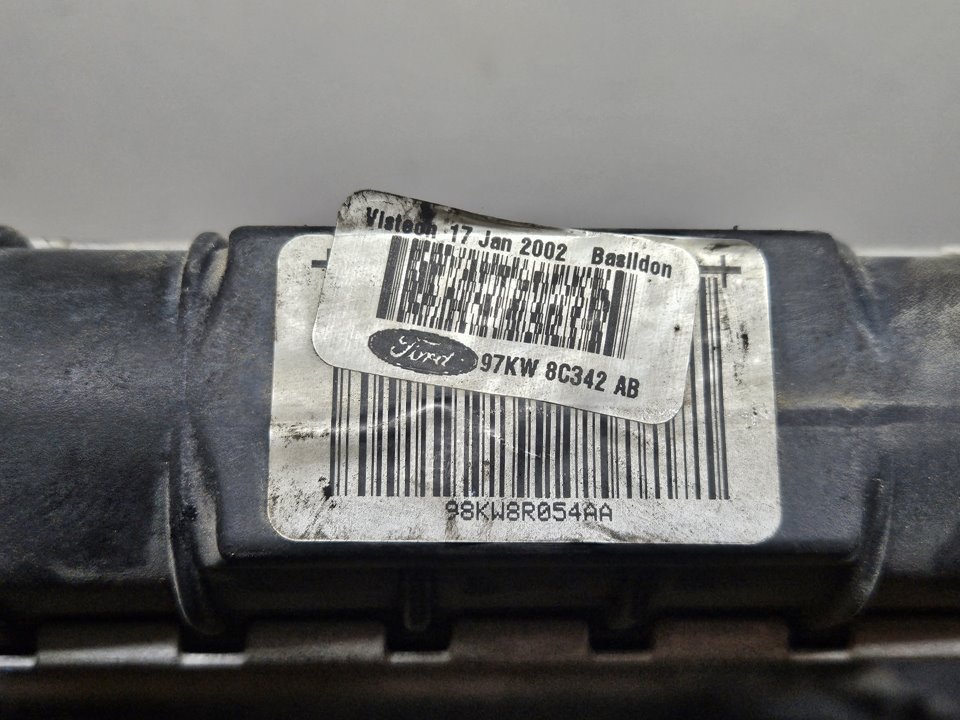 Visteon 17 Jan 2002 Basildon
Ford 97KW 8C342 AB
98KW8R054AA